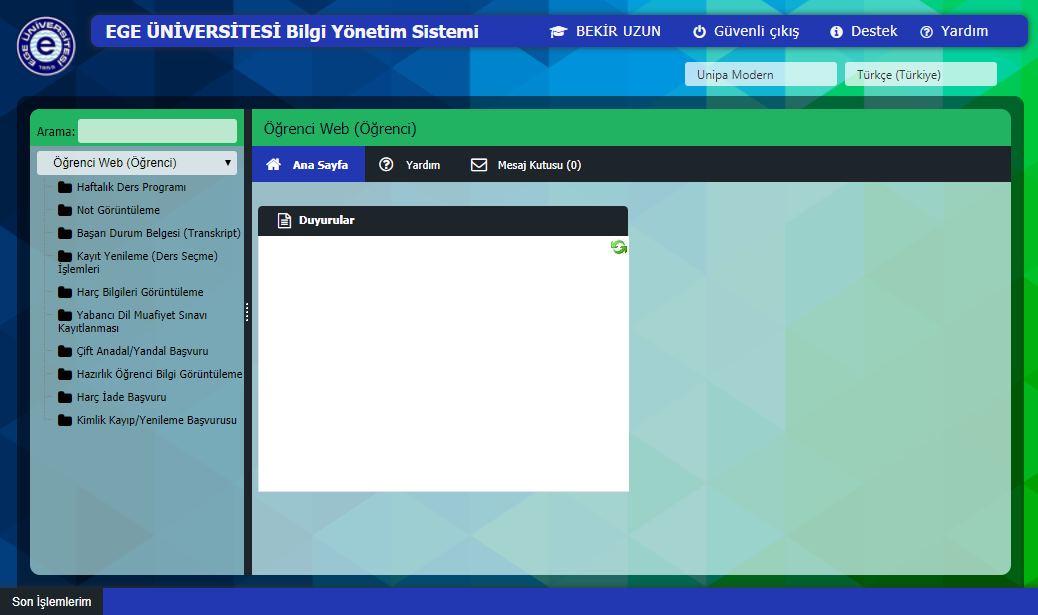 EGE ÜNİVERSİTESİ
1955
EGE ÜNİVERSİTESİ Bilgi Yönetim Sistemi
BEKİR UZUN
Güvenli çıkış
Destek
Yardım
Unipa Modern
Türkçe (Türkiye)
Arama:
Öğrenci Web (Öğrenci)
Haftalık Ders Programı
Not Görüntüleme
Başarı Durum Belgesi (Transkript)
Kayıt Yenileme (Ders Seçme)
İşlemleri
Harç Bilgileri Görüntüleme
Yabancı Dil Muafiyet Sınavı
Kayıtlanması
Çift Anadal/Yandal Başvuru
Hazırlık Öğrenci Bilgi Görüntüleme
Harç İade Başvuru
Kimlik Kayıp/Yenileme Başvurusu
Öğrenci Web (Öğrenci)
Ana Sayfa
Yardım
Mesaj Kutusu (0)
Duyurular
Son İşlemlerim